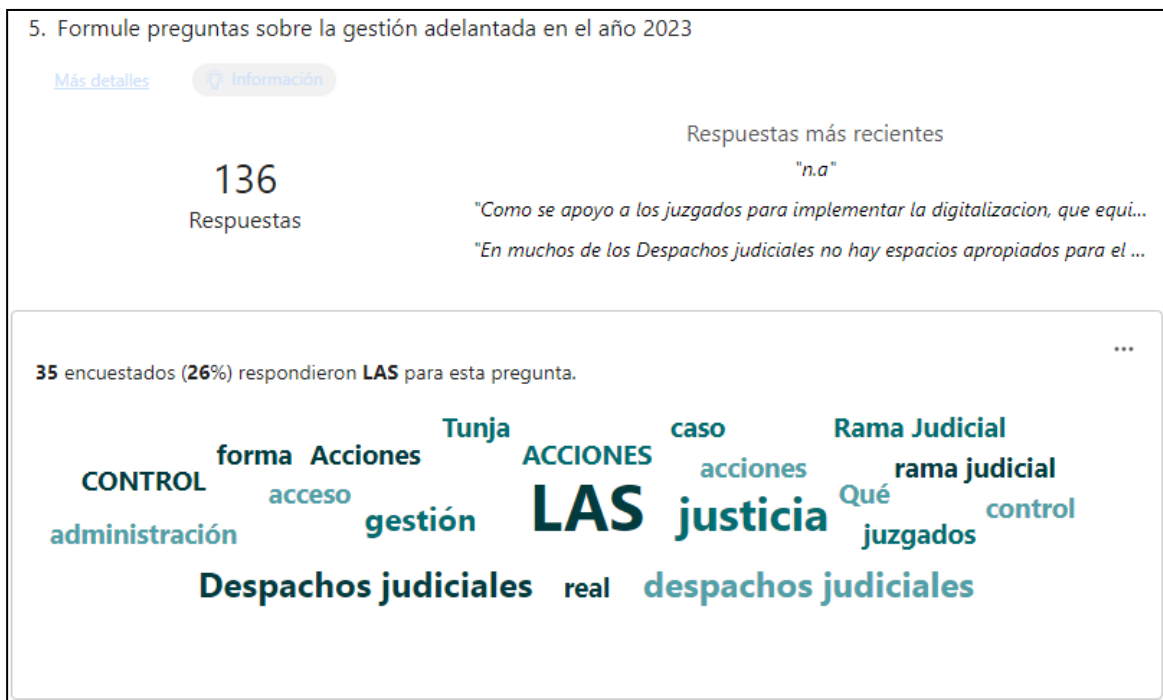 5. Formule preguntas sobre la gestión adelantada en el año 2023
Más detalles
Información
136
Respuestas
Respuestas más recientes
"n.a"
"Como se apoyo a los juzgados para implementar la digitalizacion, que equi...
"En muchos de los Despachos judiciales no hay espacios apropiados para el ...
...
35 encuestados (26%) respondieron LAS para esta pregunta.
Tunja caso Rama Judicial
forma Acciones ACCIONES acciones rama judicial
CONTROL acceso LAS justicia Qué control
administración gestión juzgados
Despachos judiciales real despachos judiciales